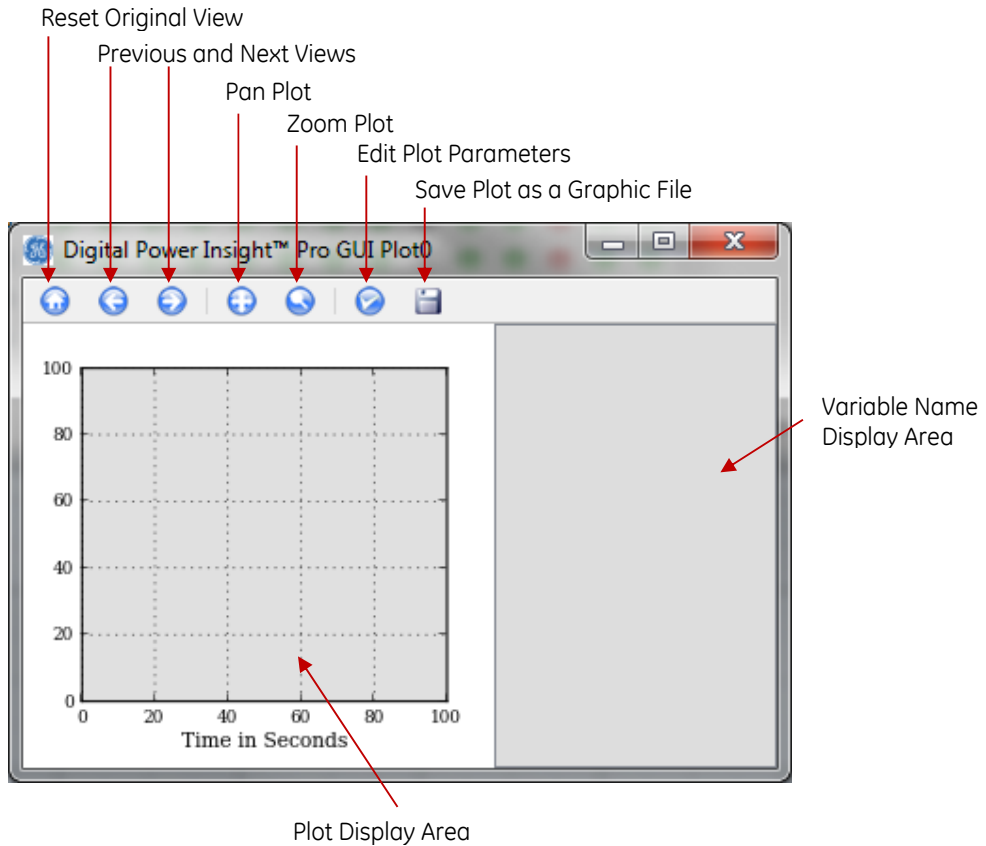 Reset Original View
Previous and Next Views
Pan Plot
Zoom Plot
Edit Plot Parameters
Save Plot as a Graphic File
Digital Power Insight™ Pro GUI Plot0
100
80
60
40
20
0
0 20 40 60 80 100
Time in Seconds
Variable Name
Display Area
Plot Display Area